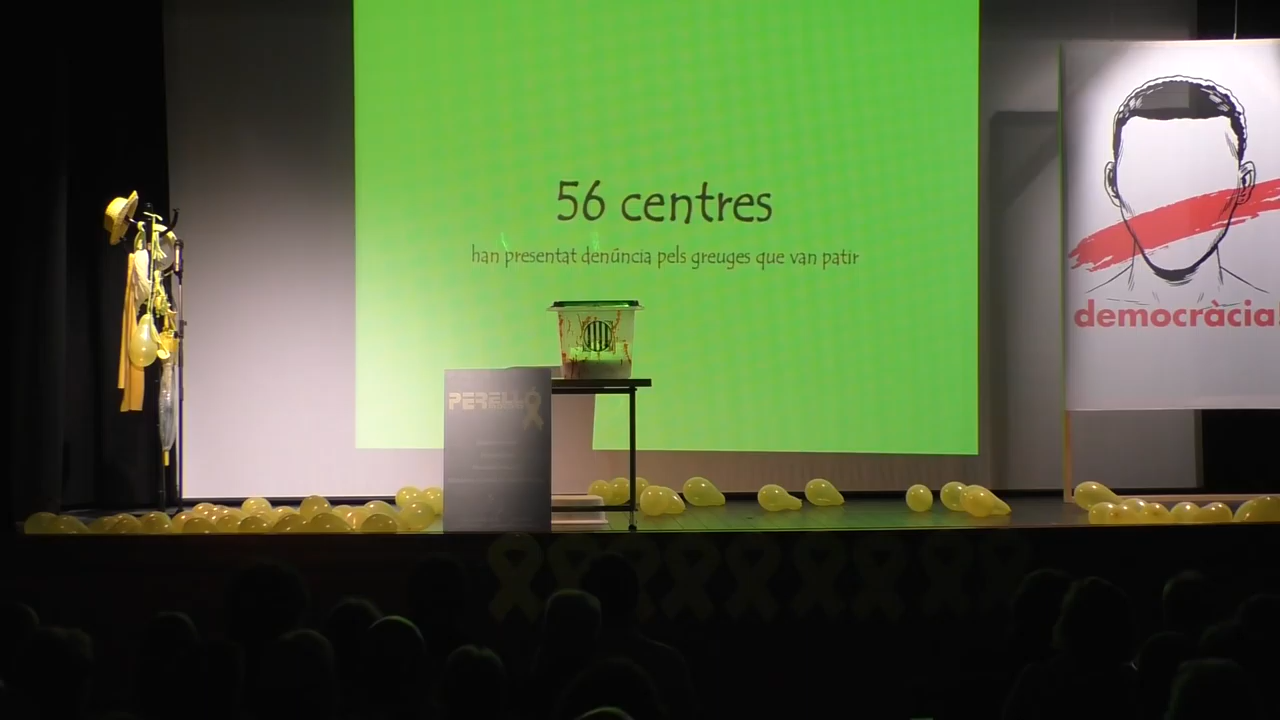 56 centres
han presentat denúncia pels greuges que van patir
democràcia
PERELLÓ